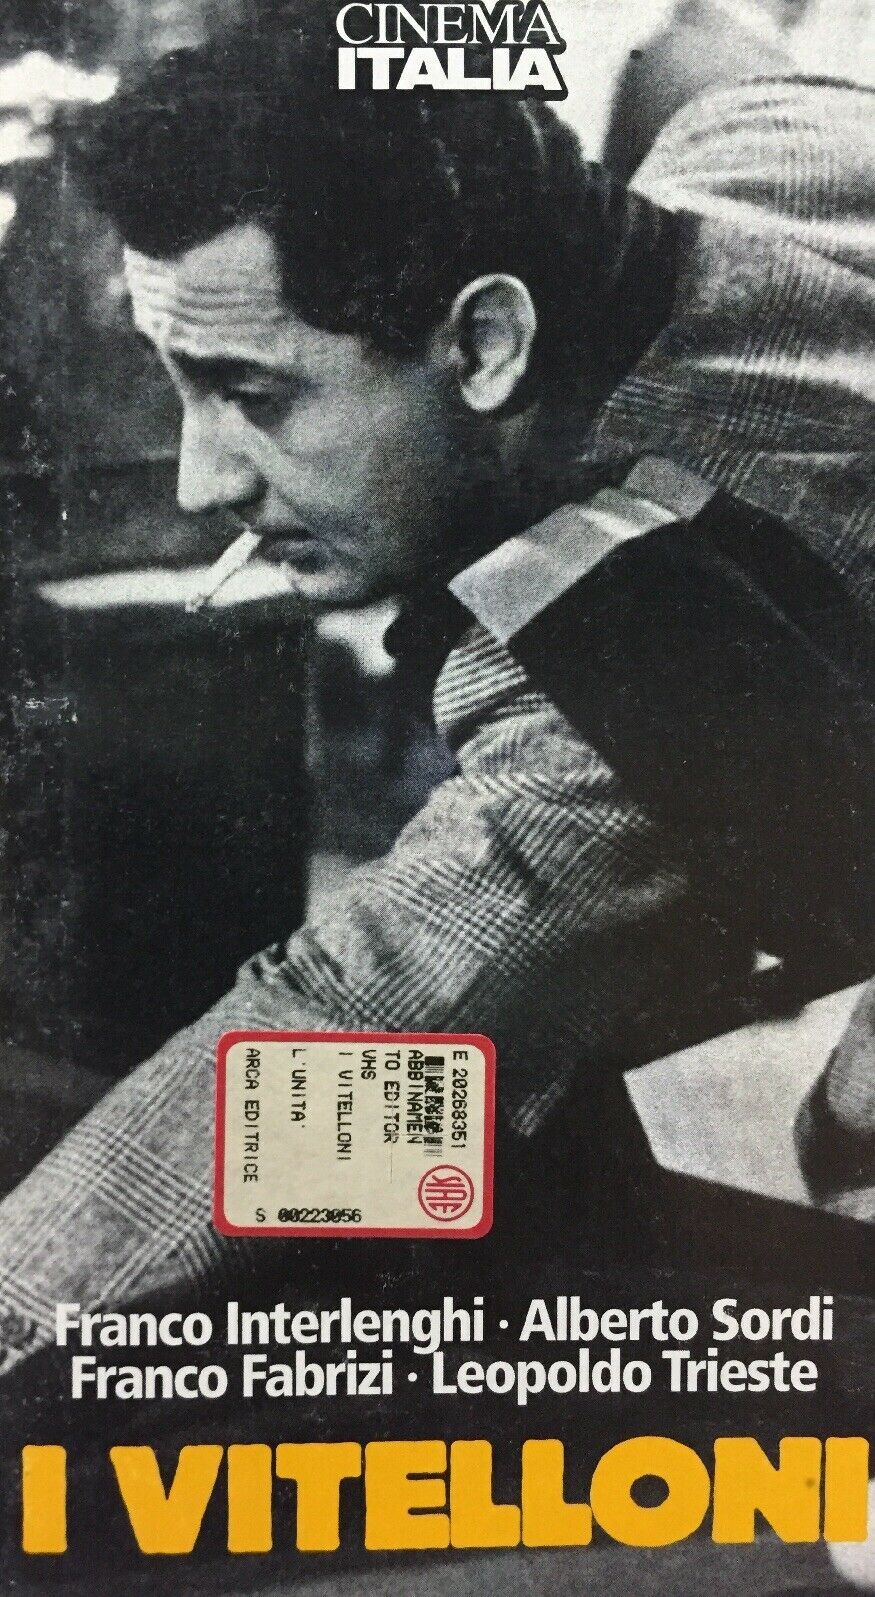 CINEMA
ITALIA
E 20268351
ABBINAMEN
TO EDITOR
VHS
I VITELLONI
L'UNITA'
ARCA EDITRICE
S 00223056
SIAE
Franco Interlenghi · Alberto Sordi
Franco Fabrizi · Leopoldo Trieste
I VITELLONI